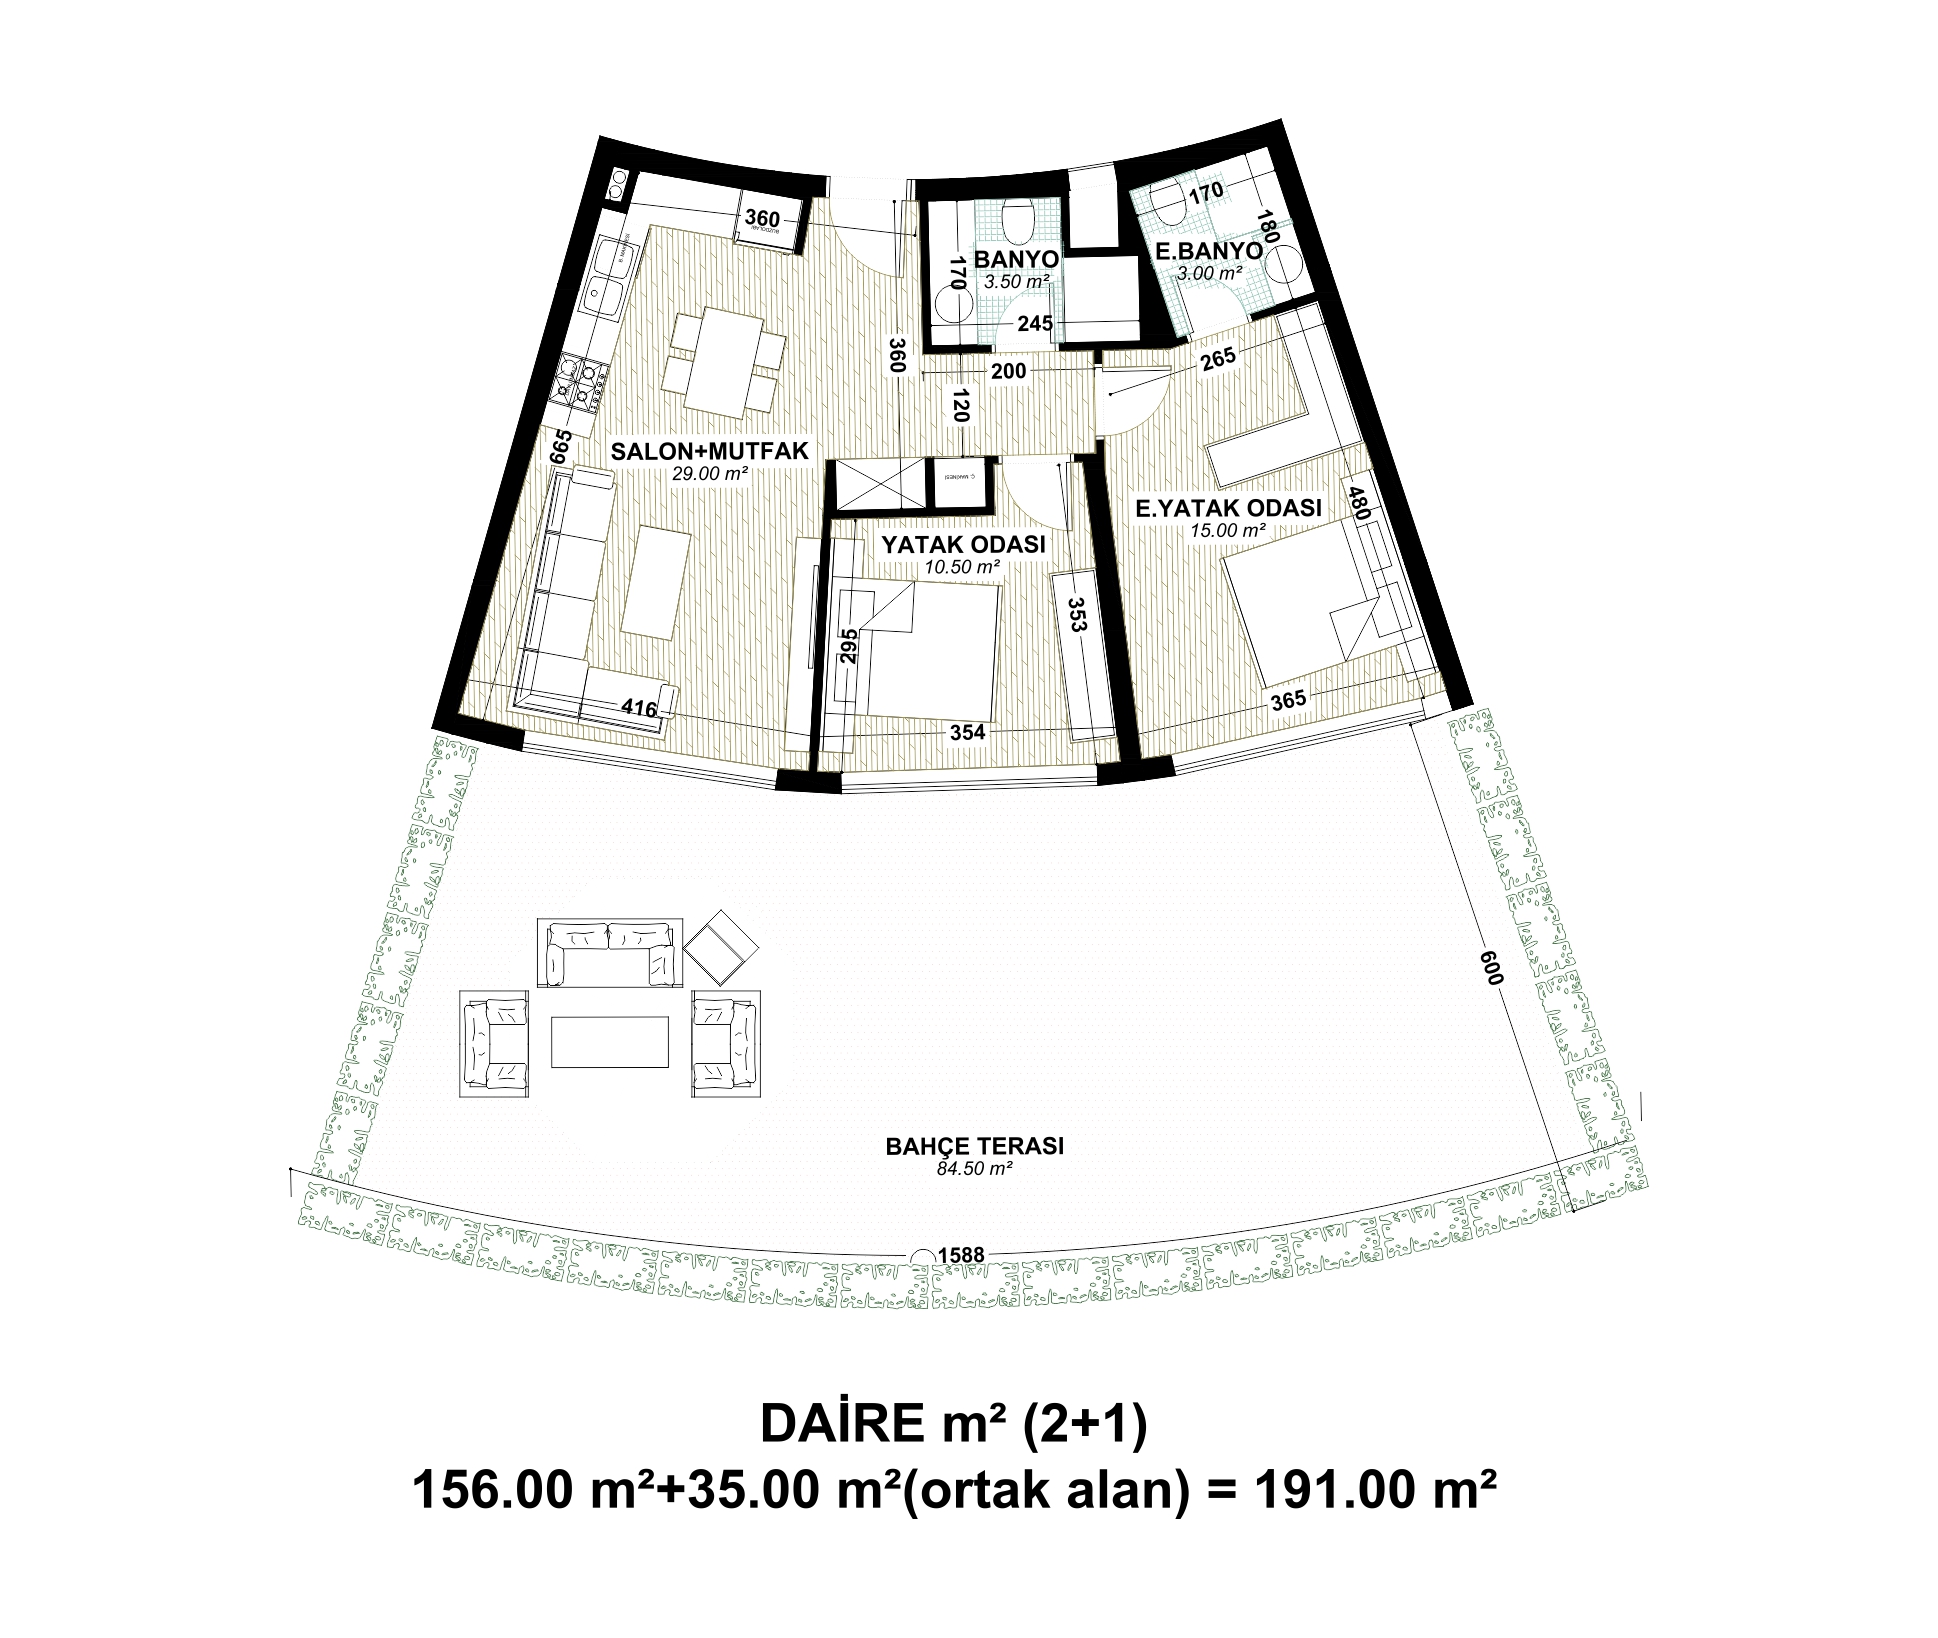 360
BUZDOLABI
B. MAKİNESİ
170
BANYO
3.50 m²
245
170
180
E.BANYO
3.00 m²
360
200
120
265
665
SALON+MUTFAK
29.00 m²
Ç. MAKİNESİ
480
E.YATAK ODASI
15.00 m²
YATAK ODASI
10.50 m²
295
353
416
354
365
600
BAHÇE TERASI
84.50 m²
1588
DAİRE m² (2+1)
156.00 m²+35.00 m²(ortak alan) = 191.00 m²